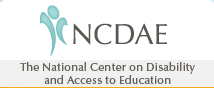 NCDAE
The National Center on Disability
and Access to Education